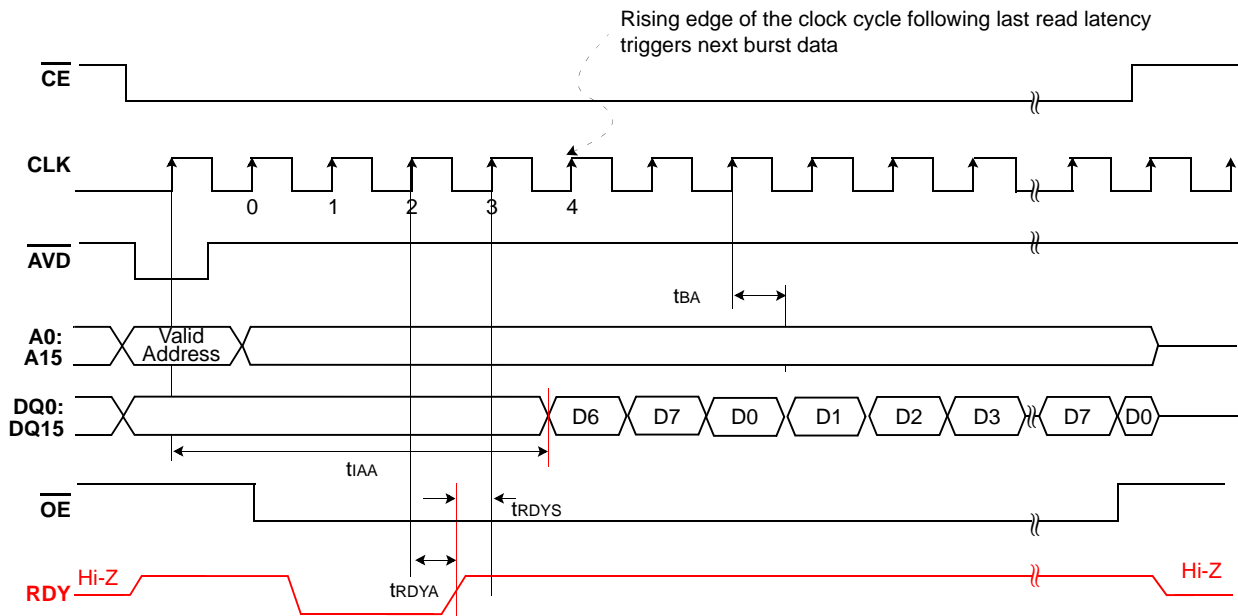 Rising edge of the clock cycle following last read latency
triggers next burst data
CE
CLK
0 1 2 3 4
AVD
tBA
A0:
A15
Valid
Address
DQ0:
DQ15
D6 D7 D0 D1 D2 D3 D7 D0
tIAA
OE
tRDYS
Hi-Z
RDY
tRDYA
Hi-Z